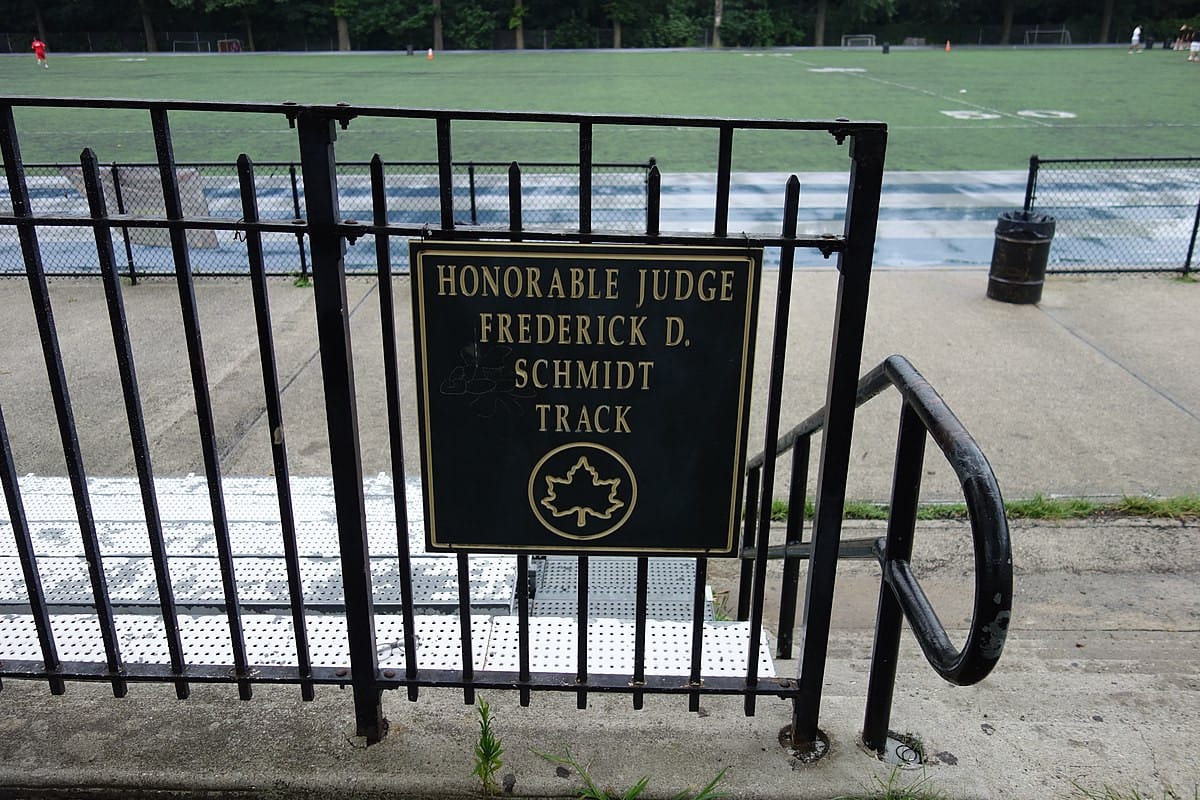 HONORABLE JUDGE
FREDERICK D.
SCHMIDT
TRACK